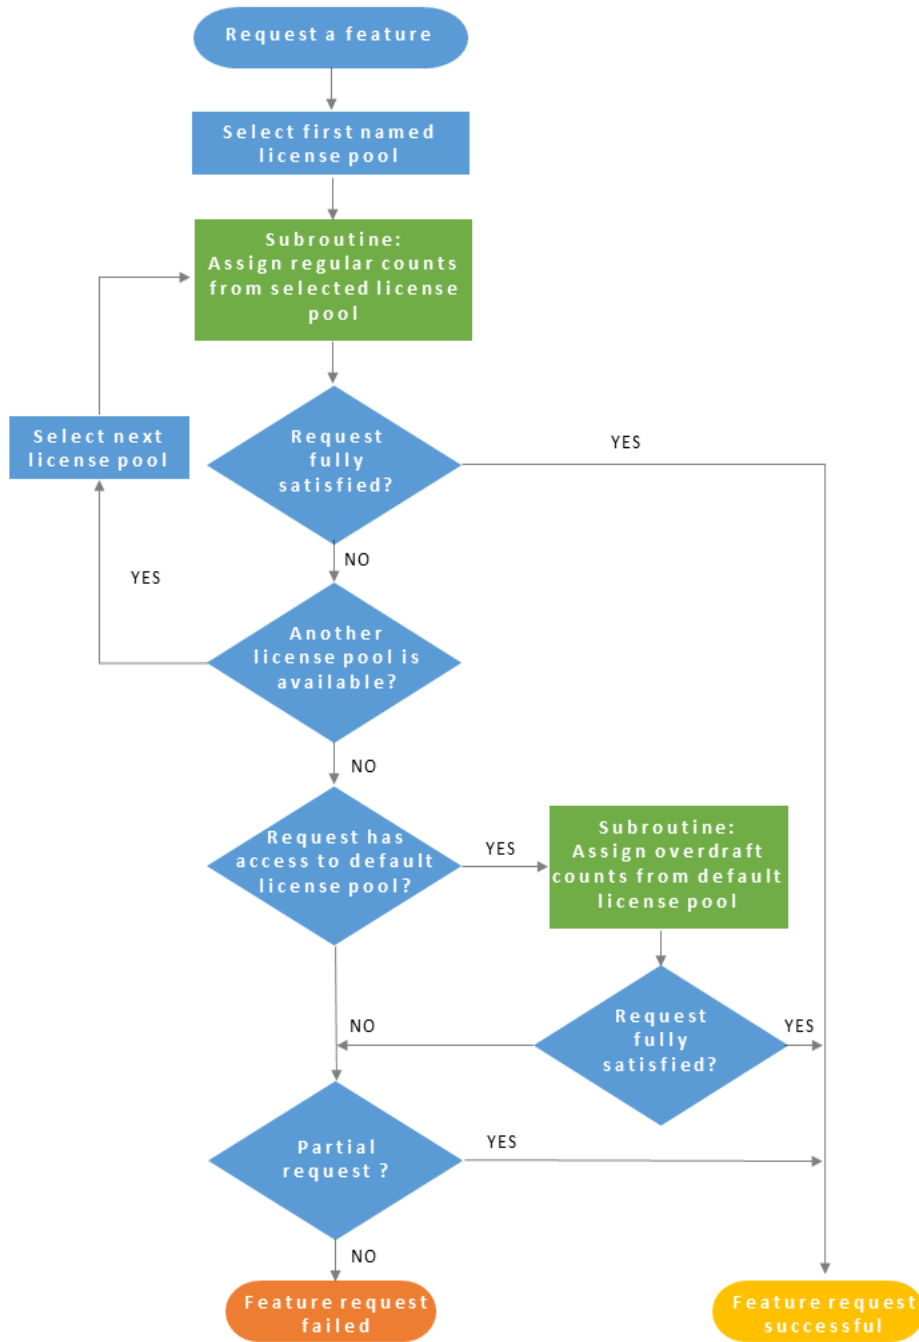 Request a feature
Select first named
license pool
Subroutine:
Assign regular counts
from selected license
pool
Select next
license pool
Request
fully
satisfied?
YES
NO
YES
Another
license pool is
available?
NO
Request has
access to default
license pool?
YES
Subroutine:
Assign overdraft
counts from default
license pool
NO
Request
fully
satisfied?
YES
Partial
request ?
YES
NO
Feature request
failed
Feature request
successful